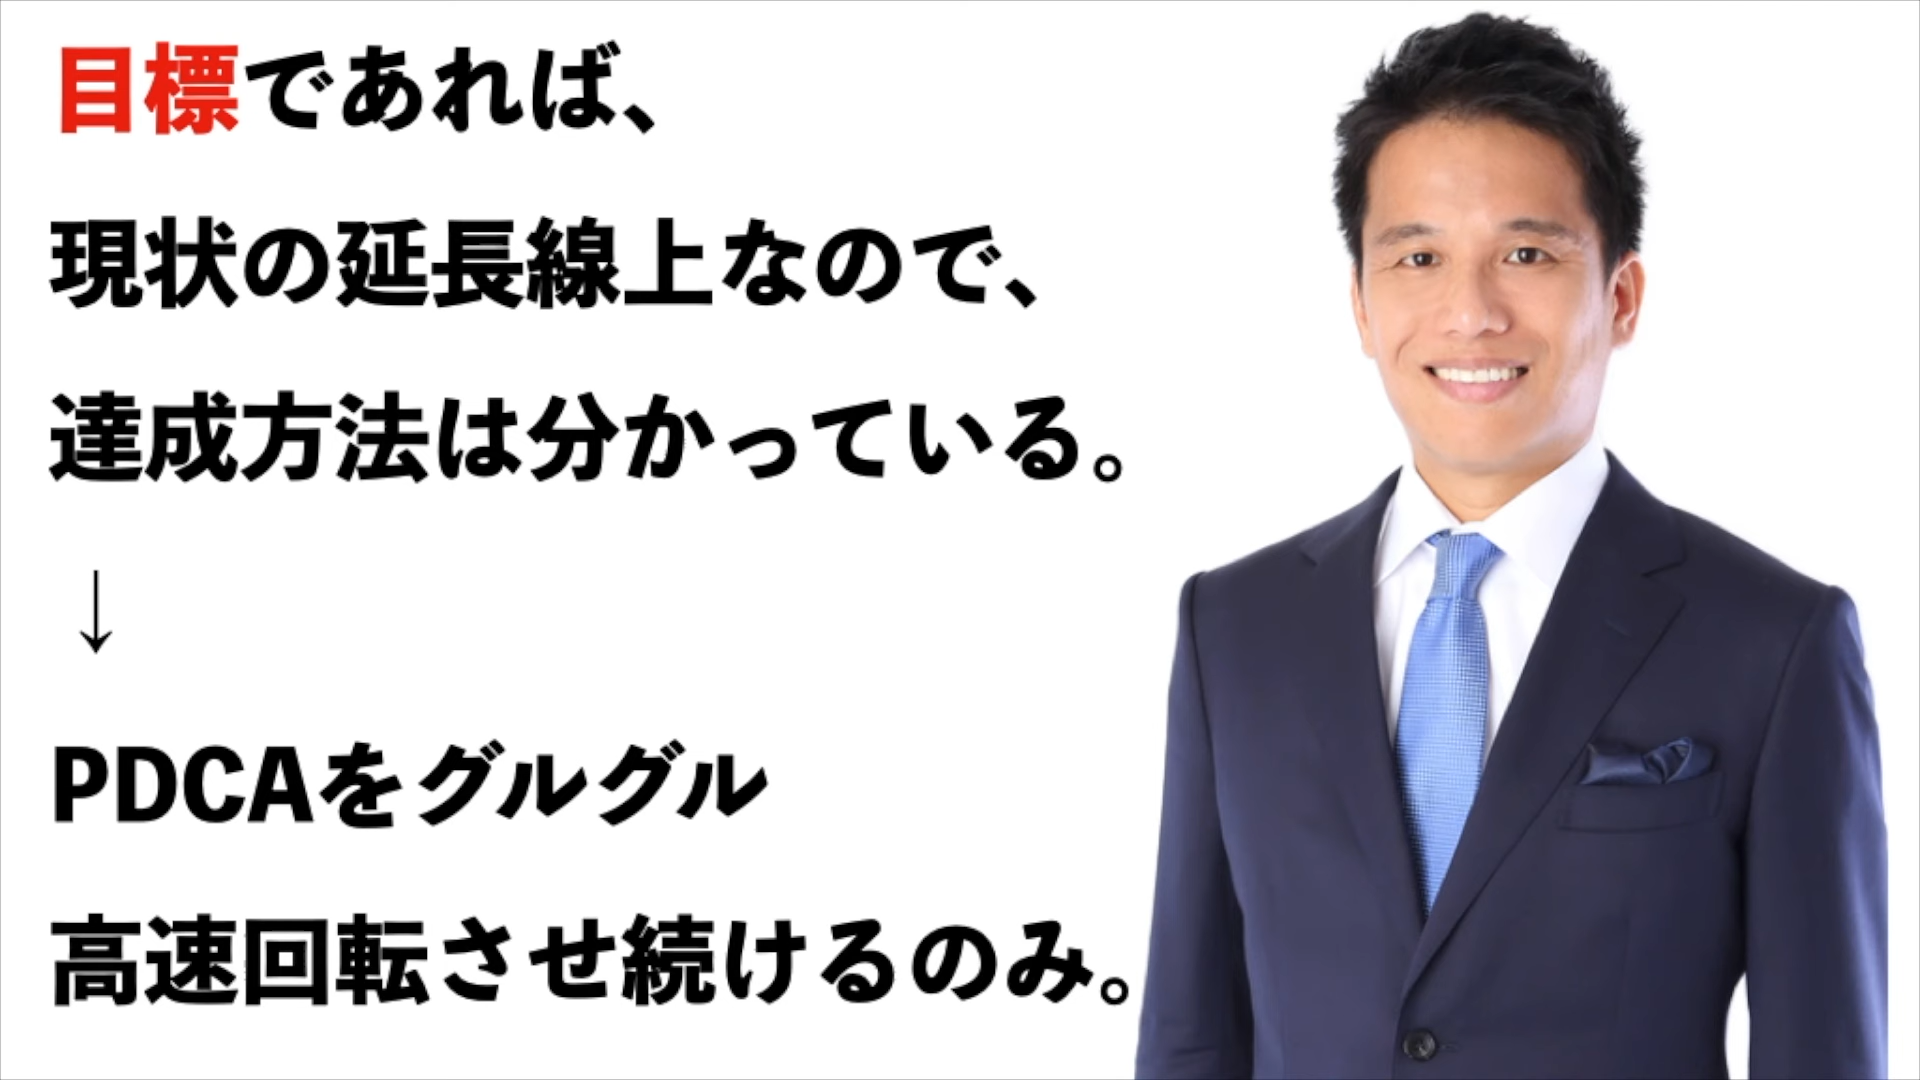 目標であれば、
現状の延長線上なので、
達成方法は分かっている。
↓
PDCAをグルグル
高速回転させ続けるのみ。